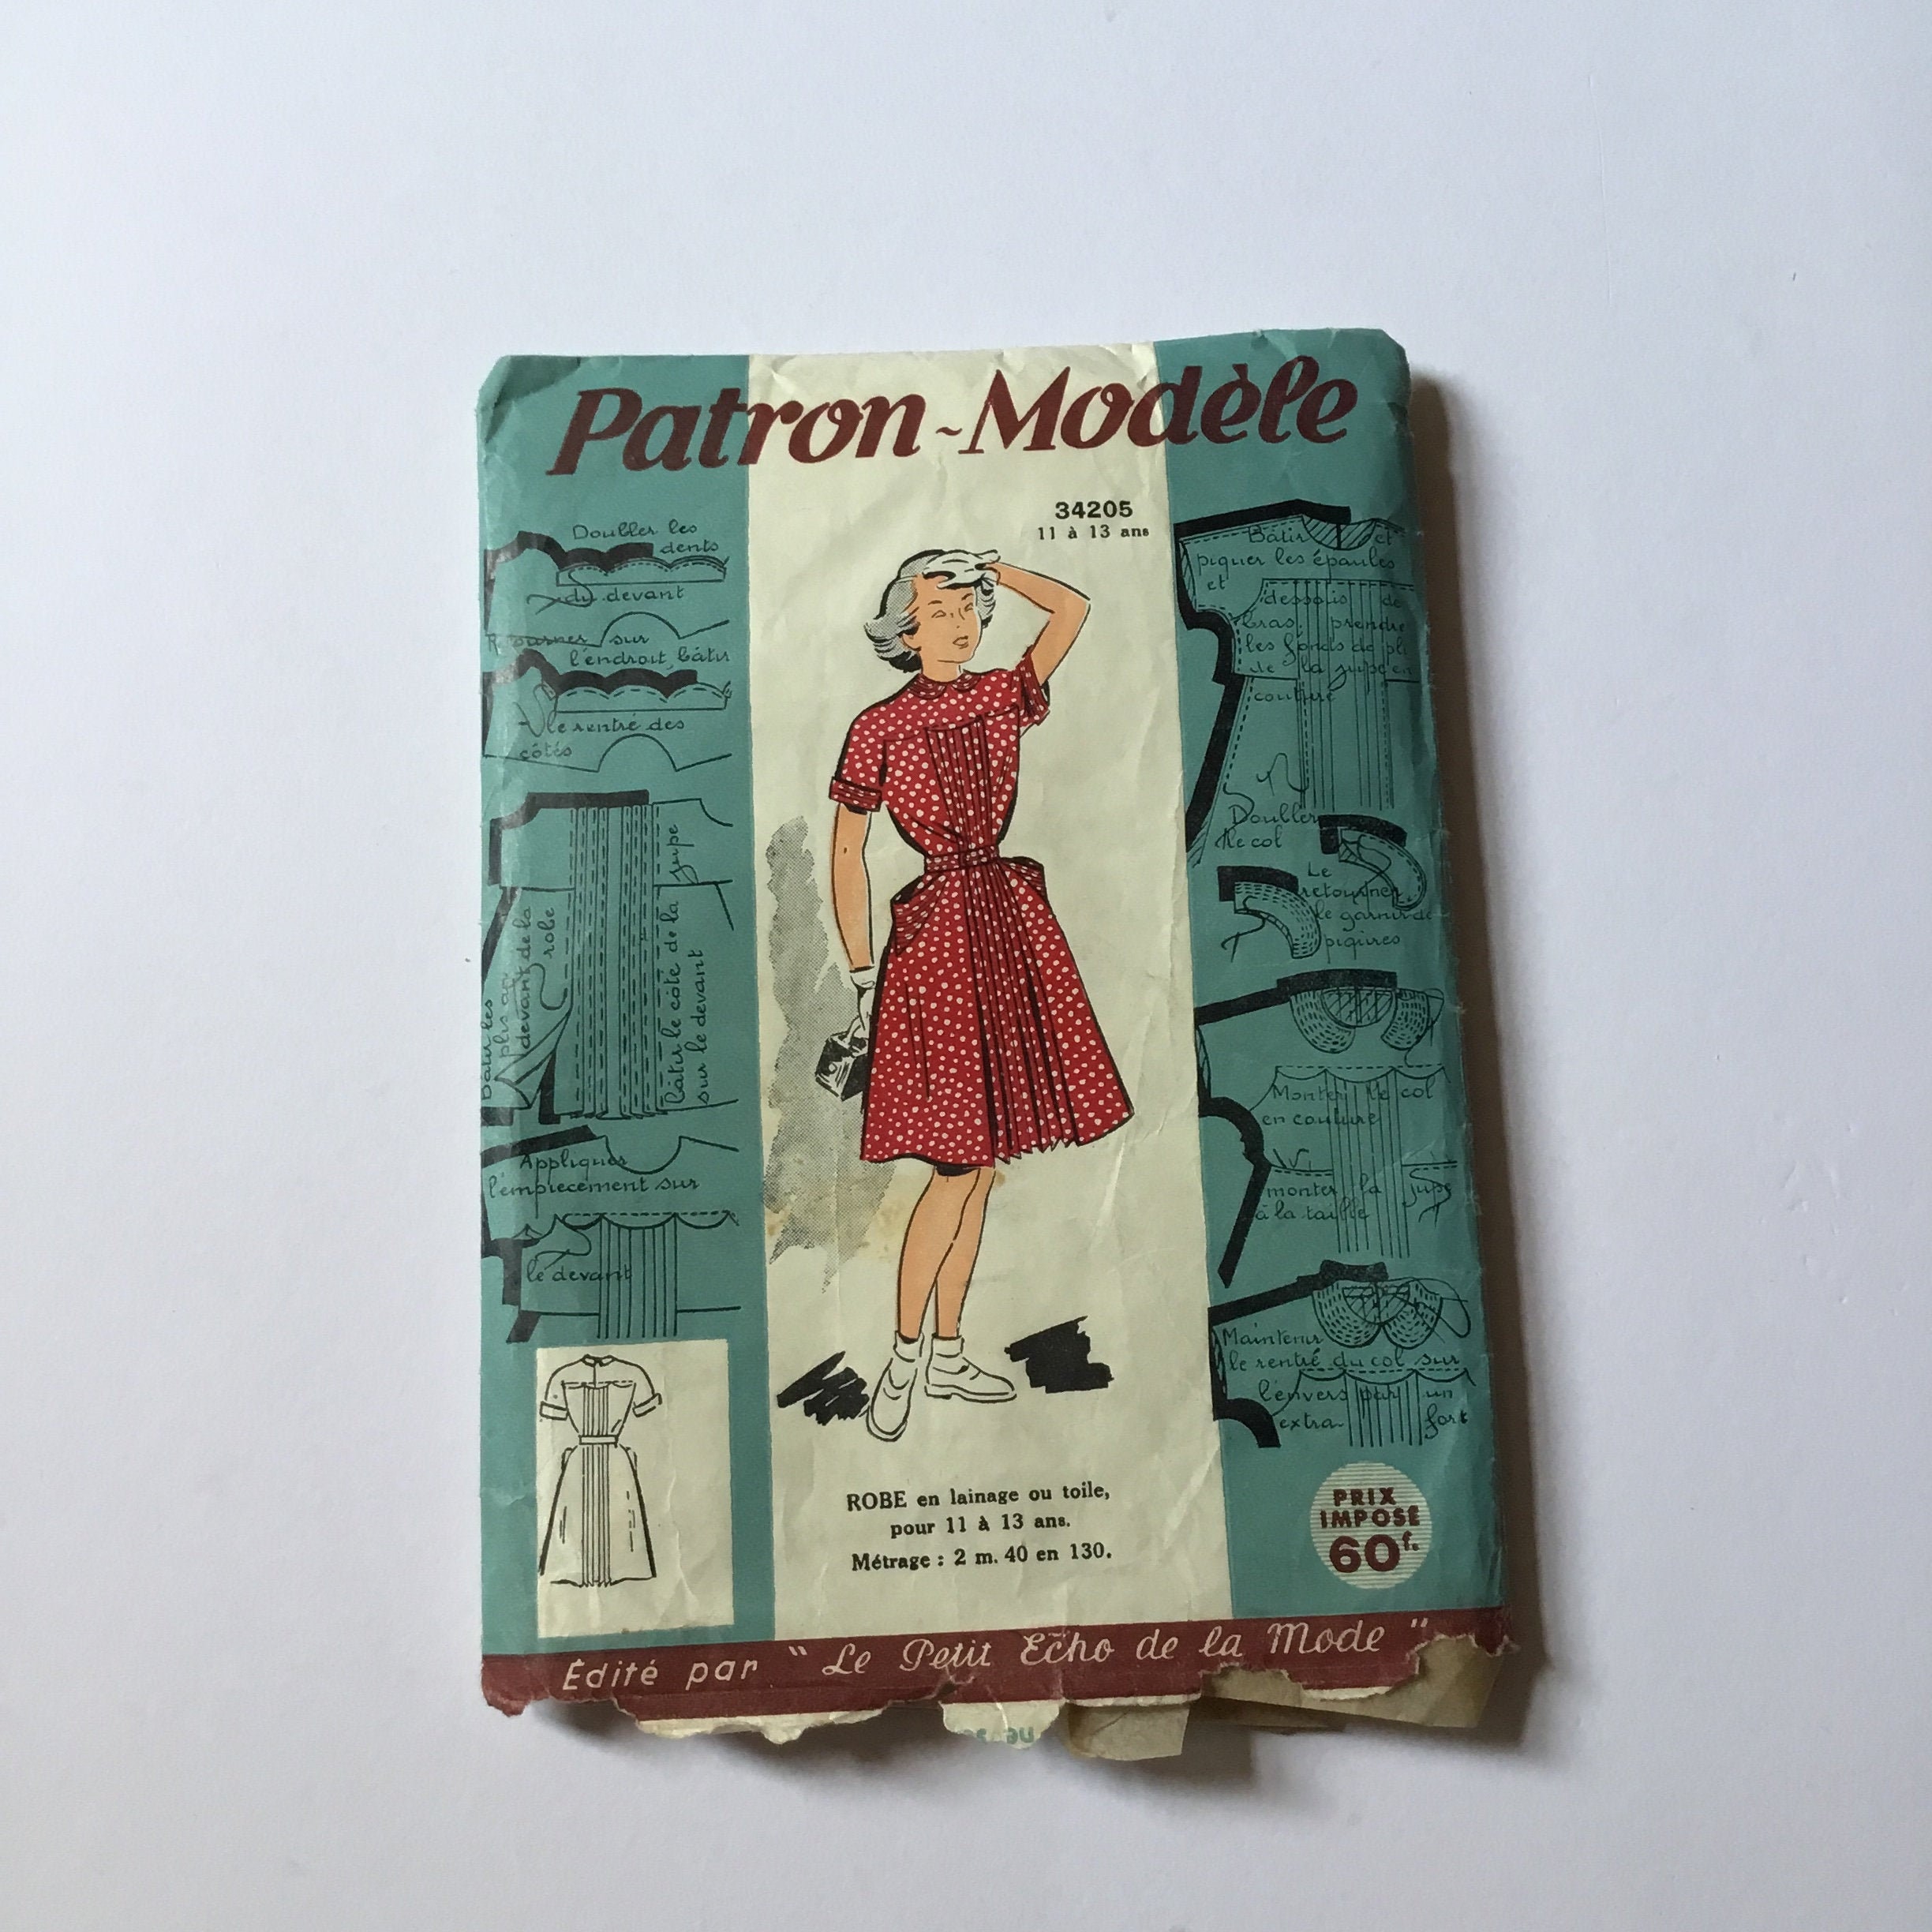 Patron-Modèle
34205
11 à 13 ans
Doubler les
dents
du devant
sur
l'endroit, bâtir
le rentré des
côtés
Bâtir les
plis au
devant de la
robe
bâtir le côté de la
jupe
sur le devant
Appliquer
l'empiecement sur
le devant
Bâtir et
piquer les épaules
et
dessous de
bras, prendre
les fonds de pli
de la jupe en
couture
Doubler
le col
Le
retourner
le garnir de
piqûres
Monter le col
en couture
monter la jupe
à la taille
Maintenir
le rentré du col sur
l'envers par un
extra fort
ROBE en lainage ou toile,
pour 11 à 13 ans.
Métrage : 2 m. 40 en 130.
PRIX
IMPOSÉ
60f.
Édité par "Le Petit Echo de la Mode"